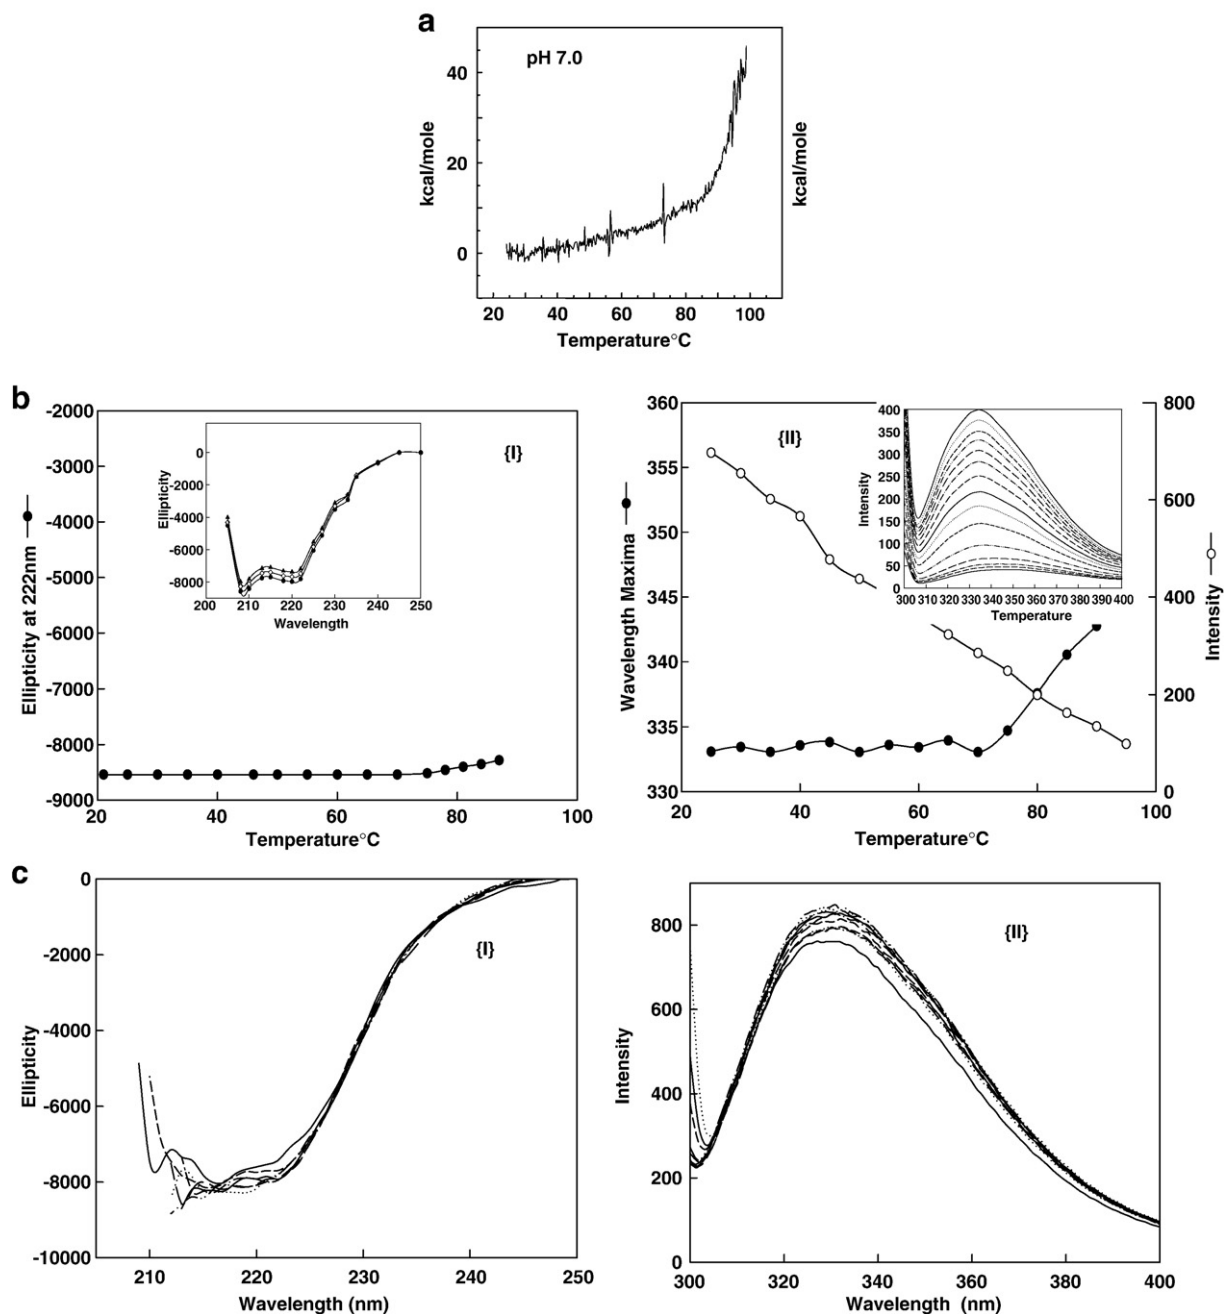 a
pH 7.0
kcal/mole
kcal/mole
40
20
0
20 40 60 80 100
Temperature°C
b
Ellipticity at 222nm
-2000
-3000
-4000
-5000
-6000
-7000
-8000
-9000
20 40 60 80 100
Temperature°C
{I}
Ellipticity
0
-2000
-4000
-6000
-8000
200 210 220 230 240 250
Wavelength
Wavelength Maxima
360
355
350
345
340
335
330
20 40 60 80 100
Temperature°C
{II}
800
600
400
200
0
Intensity
Intensity
400
350
300
250
200
150
100
50
0
300 310 320 330 340 350 360 370 380 390 400
Temperature
c
Ellipticity
0
-2000
-4000
-6000
-8000
-10000
210 220 230 240 250
Wavelength (nm)
{I}
Intensity
800
600
400
200
0
300 320 340 360 380 400
Wavelength (nm)
{II}